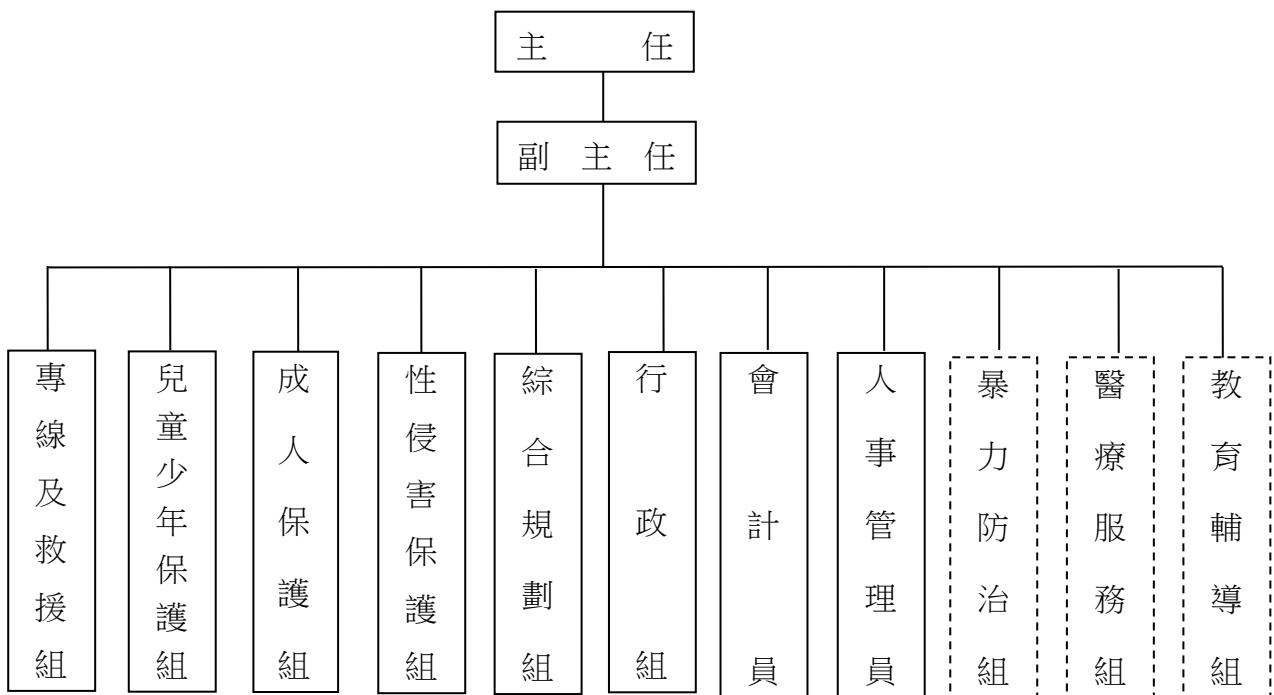 主任
副主任
專線及救援組
兒童少年保護組
成人保護組
性侵害保護組
綜合規劃組
行政組
會計員
人事管理員
暴力防治組
醫療服務組
教育輔導組